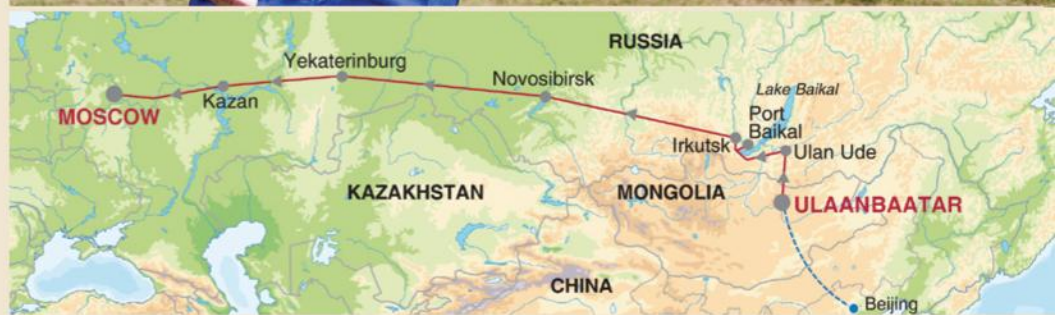 RUSSIA
Yekaterinburg
Novosibirsk
Lake Baikal
MOSCOW
Kazan
Port
Baikal
Irkutsk
Ulan Ude
KAZAKHSTAN
MONGOLIA
ULAANBAATAR
CHINA
Beijing